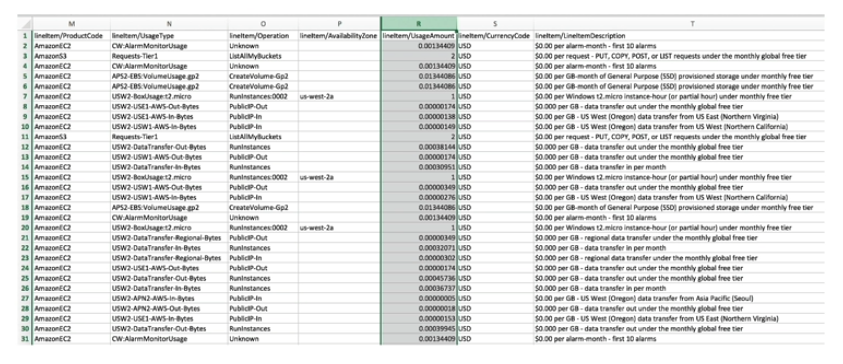 M N O P R S T
1 lineItem/ProductCode lineItem/UsageType lineItem/Operation lineItem/AvailabilityZone lineItem/UsageAmount lineItem/CurrencyCode lineItem/LineItemDescription
2 AmazonEC2 CW:AlarmMonitorUsage Unknown 0.00134409 USD $0.00 per alarm-month - first 10 alarms
3 AmazonS3 Requests-Tier1 ListAllMyBuckets 2 USD $0.00 per request - PUT, COPY, POST, or LIST requests under the monthly global free tier
4 AmazonEC2 CW:AlarmMonitorUsage Unknown 0.00134409 USD $0.00 per alarm-month - first 10 alarms
5 AmazonEC2 APS2-EBS:VolumeUsage.gp2 CreateVolume-Gp2 0.01344086 USD $0.00 per GB-month of General Purpose (SSD) provisioned storage under monthly free tier
6 AmazonEC2 APS2-EBS:VolumeUsage.gp2 CreateVolume-Gp2 0.01344086 USD $0.00 per GB-month of General Purpose (SSD) provisioned storage under monthly free tier
7 AmazonEC2 USW2-BoxUsage:t2.micro RunInstances:0002 us-west-2a 1 USD $0.00 per Windows t2.micro instance-hour (or partial hour) under monthly free tier
8 AmazonEC2 USW2-USE1-AWS-Out-Bytes PublicIP-Out 0.00000174 USD $0.000 per GB - data transfer out under the monthly global free tier
9 AmazonEC2 USW2-USE1-AWS-In-Bytes PublicIP-In 0.00000138 USD $0.00 per GB - US West (Oregon) data transfer from US East (Northern Virginia)
10 AmazonEC2 USW2-USW1-AWS-In-Bytes PublicIP-In 0.00000149 USD $0.00 per GB - US West (Oregon) data transfer from US West (Northern California)
11 AmazonS3 Requests-Tier1 ListAllMyBuckets 2 USD $0.00 per request - PUT, COPY, POST, or LIST requests under the monthly global free tier
12 AmazonEC2 USW2-DataTransfer-Out-Bytes RunInstances 0.00038144 USD $0.000 per GB - data transfer out under the monthly global free tier
13 AmazonEC2 USW2-USW1-AWS-Out-Bytes PublicIP-Out 0.00000174 USD $0.000 per GB - data transfer out under the monthly global free tier
14 AmazonEC2 USW2-DataTransfer-In-Bytes RunInstances 0.00030951 USD $0.000 per GB - data transfer in per month
15 AmazonEC2 USW2-BoxUsage:t2.micro RunInstances:0002 us-west-2a 1 USD $0.00 per Windows t2.micro instance-hour (or partial hour) under monthly free tier
16 AmazonEC2 USW2-USW1-AWS-Out-Bytes PublicIP-Out 0.00000349 USD $0.000 per GB - data transfer out under the monthly global free tier
17 AmazonEC2 USW2-USW1-AWS-In-Bytes PublicIP-In 0.00000276 USD $0.00 per GB - US West (Oregon) data transfer from US West (Northern California)
18 AmazonEC2 APS2-EBS:VolumeUsage.gp2 CreateVolume-Gp2 0.01344086 USD $0.00 per GB-month of General Purpose (SSD) provisioned storage under monthly free tier
19 AmazonEC2 CW:AlarmMonitorUsage Unknown 0.00134409 USD $0.00 per alarm-month - first 10 alarms
20 AmazonEC2 USW2-BoxUsage:t2.micro RunInstances:0002 us-west-2a 1 USD $0.00 per Windows t2.micro instance-hour (or partial hour) under monthly free tier
21 AmazonEC2 USW2-DataTransfer-Regional-Bytes PublicIP-Out 0.00000349 USD $0.000 per GB - regional data transfer under the monthly global free tier
22 AmazonEC2 USW2-DataTransfer-In-Bytes RunInstances 0.00032071 USD $0.000 per GB - data transfer in per month
23 AmazonEC2 USW2-DataTransfer-Regional-Bytes PublicIP-In 0.00000302 USD $0.000 per GB - regional data transfer under the monthly global free tier
24 AmazonEC2 USW2-USE1-AWS-Out-Bytes PublicIP-Out 0.00000174 USD $0.000 per GB - data transfer out under the monthly global free tier
25 AmazonEC2 USW2-DataTransfer-Out-Bytes RunInstances 0.00045736 USD $0.000 per GB - data transfer out under the monthly global free tier
26 AmazonEC2 USW2-DataTransfer-In-Bytes RunInstances 0.00036737 USD $0.000 per GB - data transfer in per month
27 AmazonEC2 USW2-APN2-AWS-In-Bytes PublicIP-In 0.00000005 USD $0.00 per GB - US West (Oregon) data transfer from Asia Pacific (Seoul)
28 AmazonEC2 USW2-APN2-AWS-Out-Bytes PublicIP-Out 0.00000018 USD $0.000 per GB - data transfer out under the monthly global free tier
29 AmazonEC2 USW2-USE1-AWS-In-Bytes PublicIP-In 0.00000153 USD $0.00 per GB - US West (Oregon) data transfer from US East (Northern Virginia)
30 AmazonEC2 USW2-DataTransfer-Out-Bytes RunInstances 0.00039945 USD $0.000 per GB - data transfer out under the monthly global free tier
31 AmazonEC2 CW:AlarmMonitorUsage Unknown 0.00134409 USD $0.00 per alarm-month - first 10 alarms